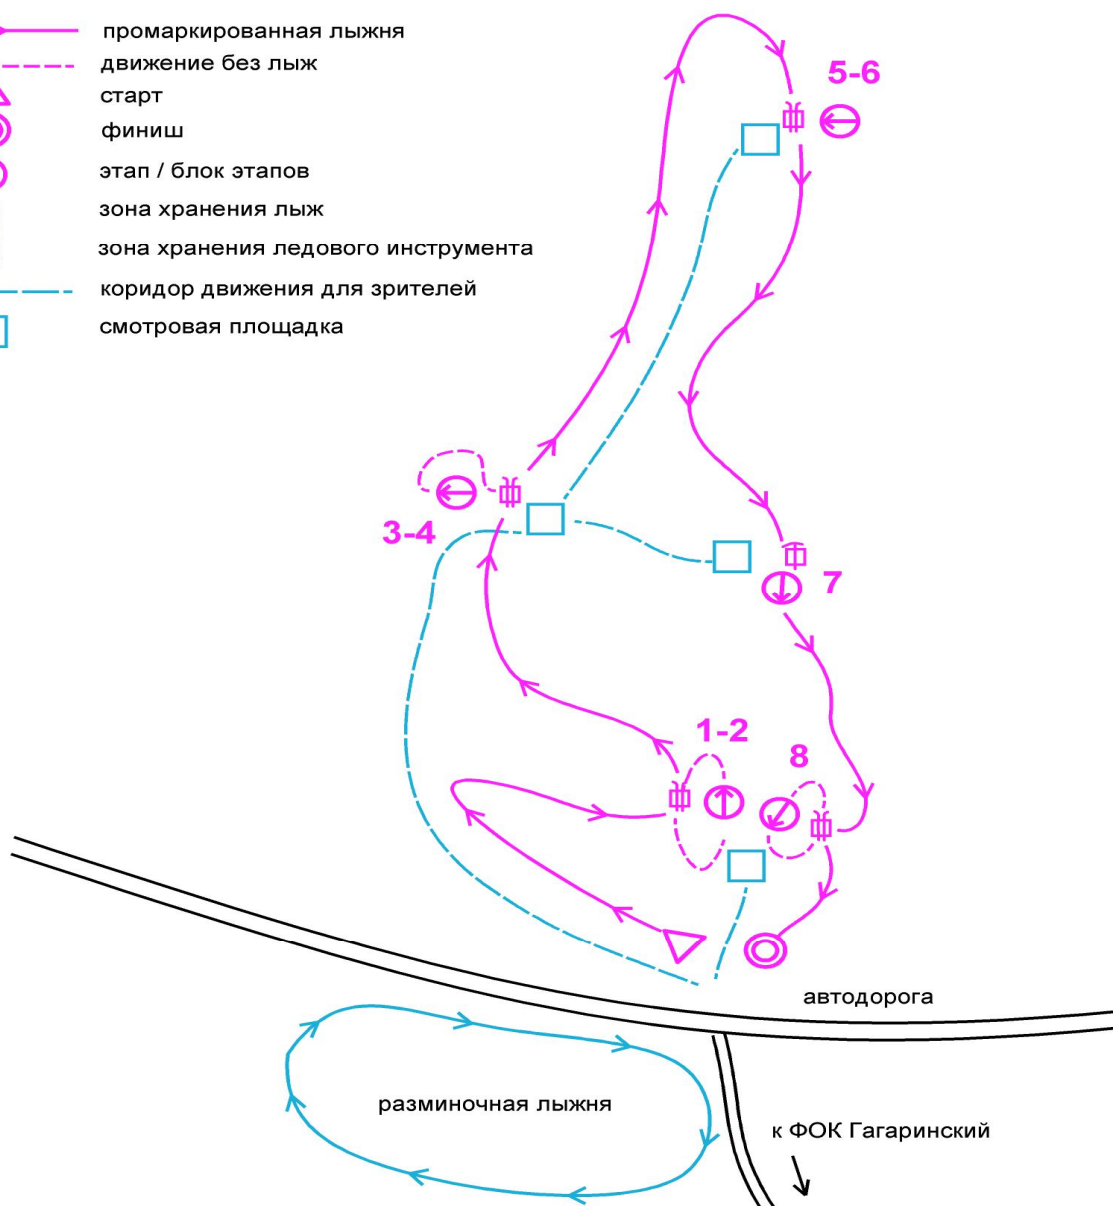 промаркированная лыжня
движение без лыж
старт
финиш
этап / блок этапов
зона хранения лыж
зона хранения ледового инструмента
коридор движения для зрителей
смотровая площадка
5-6
3-4
7
1-2
8
автодорога
разминочная лыжня
к ФОК Гагаринский